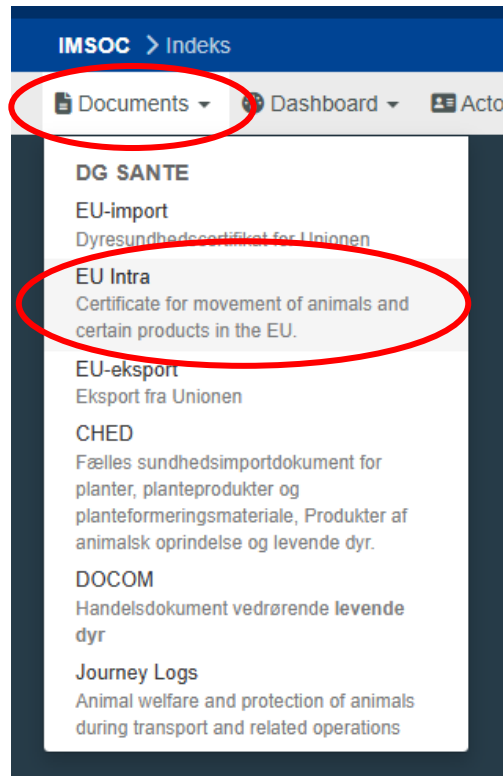 IMSOC > Indeks
Documents Dashboard Acto
DG SANTE
EU-import
Dyresundhedscertifikat for Unionen
EU Intra
Certificate for movement of animals and
certain products in the EU.
EU-eksport
Eksport fra Unionen
CHED
Fælles sundhedsimportdokument for
planter, planteprodukter og
planteformeringsmateriale, Produkter af
animalsk oprindelse og levende dyr.
DOCOM
Handelsdokument vedrørende levende
dyr
Journey Logs
Animal welfare and protection of animals
during transport and related operations